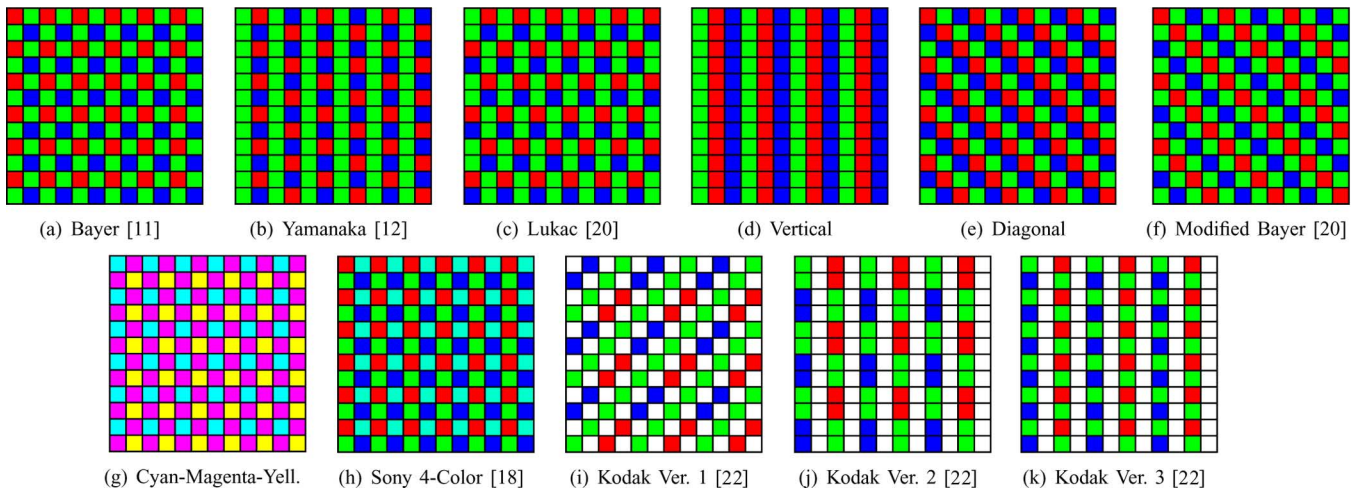 (a) Bayer [11] (b) Yamanaka [12] (c) Lukac [20] (d) Vertical (e) Diagonal (f) Modified Bayer [20]
(g) Cyan-Magenta-Yell. (h) Sony 4-Color [18] (i) Kodak Ver. 1 [22] (j) Kodak Ver. 2 [22] (k) Kodak Ver. 3 [22]